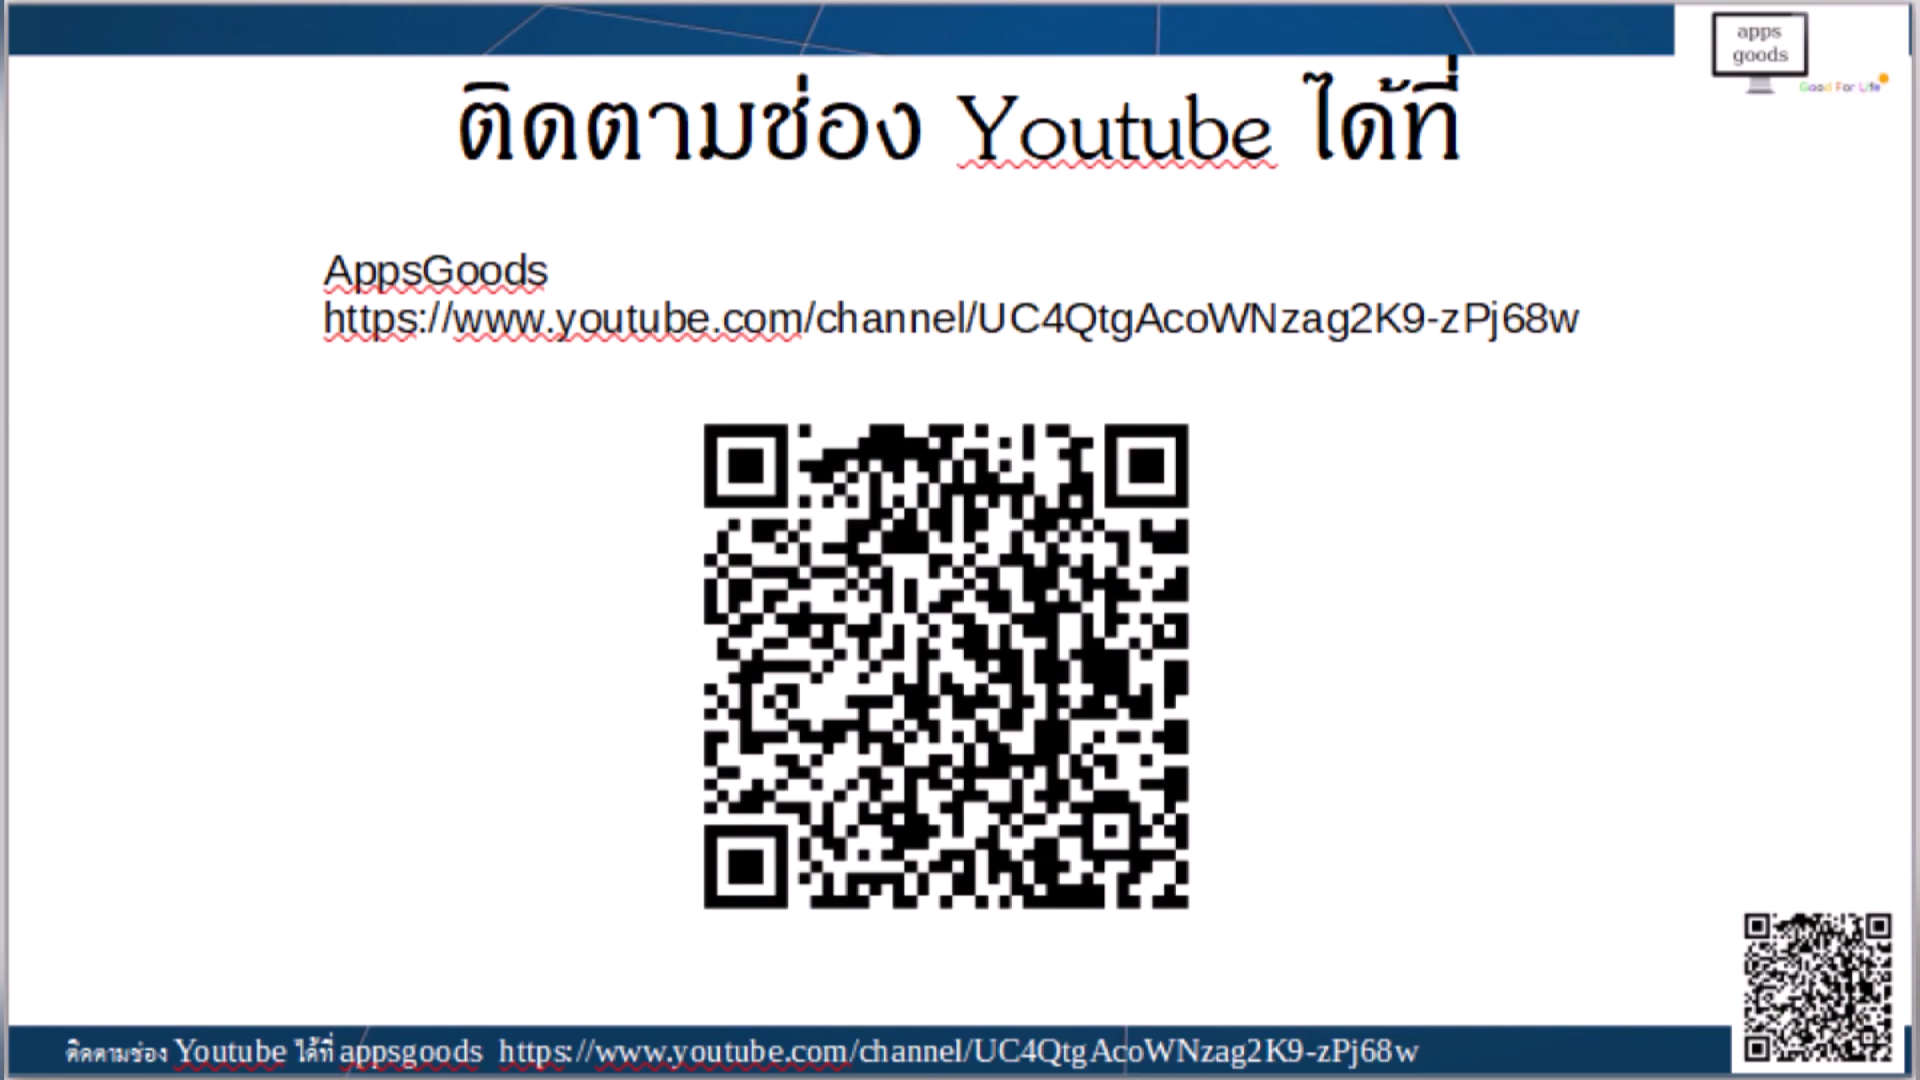 apps
goods
Good For Life
ติดตามช่อง Youtube ได้ที่
AppsGoods
https://www.youtube.com/channel/UC4QtgAcoWNzag2K9-zPj68w
ติดตามช่อง Youtube ได้ที่ appsgoods https://www.youtube.com/channel/UC4QtgAcoWNzag2K9-zPj68w